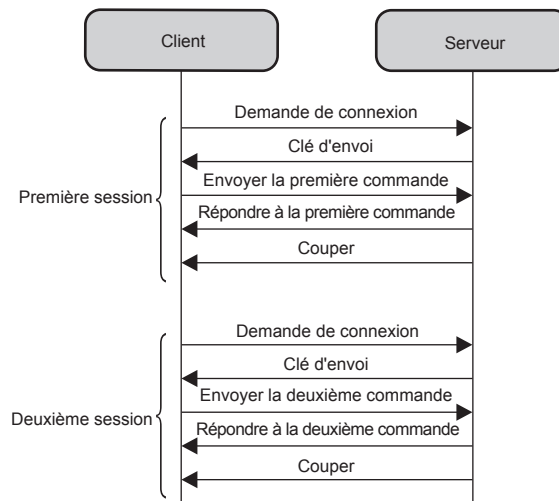 Client
Serveur
Demande de connexion
Clé d'envoi
Envoyer la première commande
Première session
Répondre à la première commande
Couper
Demande de connexion
Clé d'envoi
Envoyer la deuxième commande
Deuxième session
Répondre à la deuxième commande
Couper